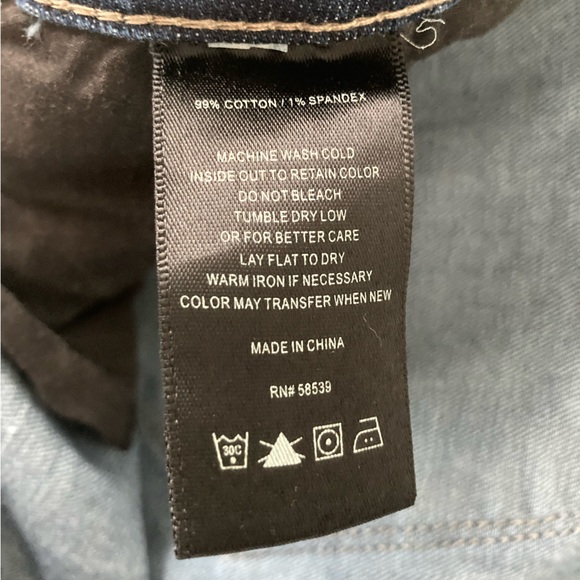 99% COTTON / 1% SPANDEX
MACHINE WASH COLD
INSIDE OUT TO RETAIN COLOR
DO NOT BLEACH
TUMBLE DRY LOW
OR FOR BETTER CARE
LAY FLAT TO DRY
WARM IRON IF NECESSARY
COLOR MAY TRANSFER WHEN NEW
MADE IN CHINA
RN# 58539
30C